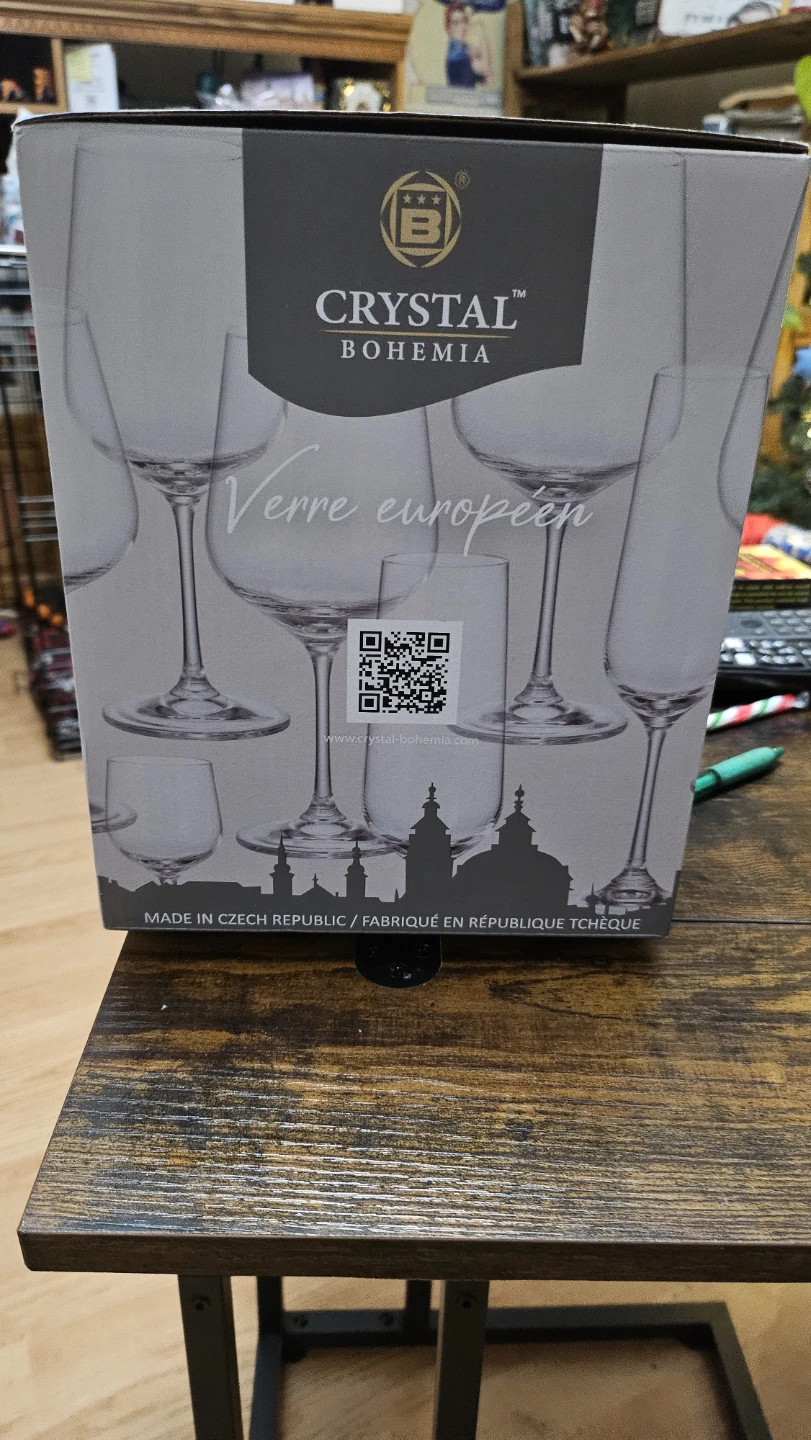 B
®
CRYSTAL™
BOHEMIA
Verre européen
www.crystal-bohemia.com
MADE IN CZECH REPUBLIC / FABRIQUÉ EN RÉPUBLIQUE TCHÈQUE